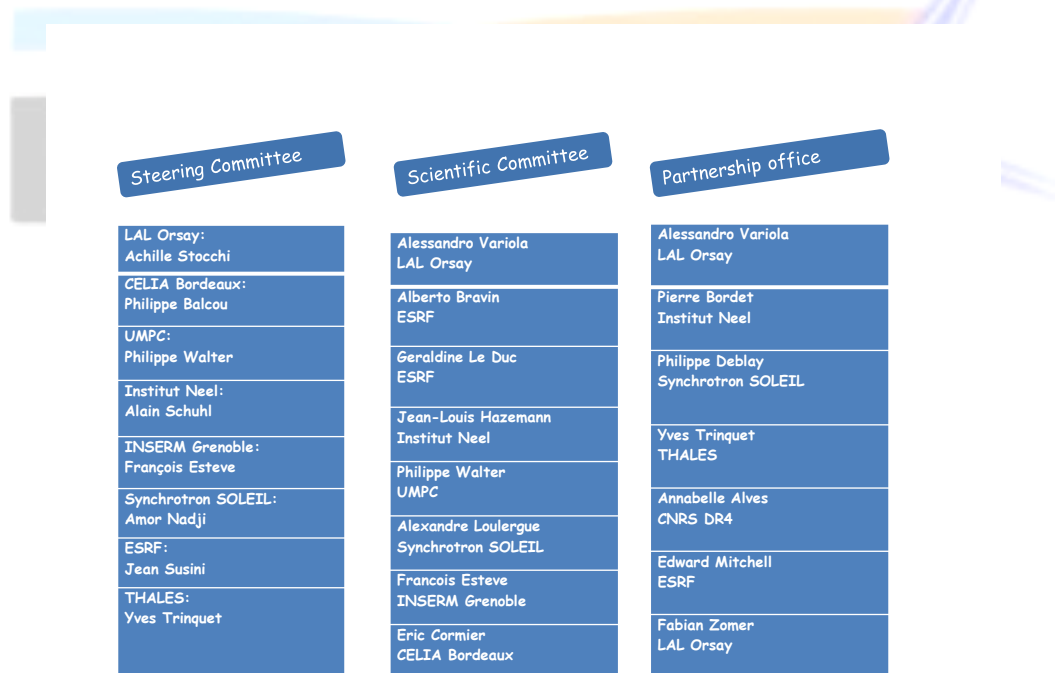 Steering Committee
LAL Orsay:
Achille Stocchi
CELIA Bordeaux:
Philippe Balcou
UMPC:
Philippe Walter
Institut Neel:
Alain Schuhl
INSERM Grenoble:
François Esteve
Synchrotron SOLEIL:
Amor Nadji
ESRF:
Jean Susini
THALES:
Yves Trinquet
Scientific Committee
Alessandro Variola
LAL Orsay
Alberto Bravin
ESRF
Geraldine Le Duc
ESRF
Jean-Louis Hazemann
Institut Neel
Philippe Walter
UMPC
Alexandre Loulergue
Synchrotron SOLEIL
Francois Esteve
INSERM Grenoble
Eric Cormier
CELIA Bordeaux
Partnership office
Alessandro Variola
LAL Orsay
Pierre Bordet
Institut Neel
Philippe Deblay
Synchrotron SOLEIL
Yves Trinquet
THALES
Annabelle Alves
CNRS DR4
Edward Mitchell
ESRF
Fabian Zomer
LAL Orsay